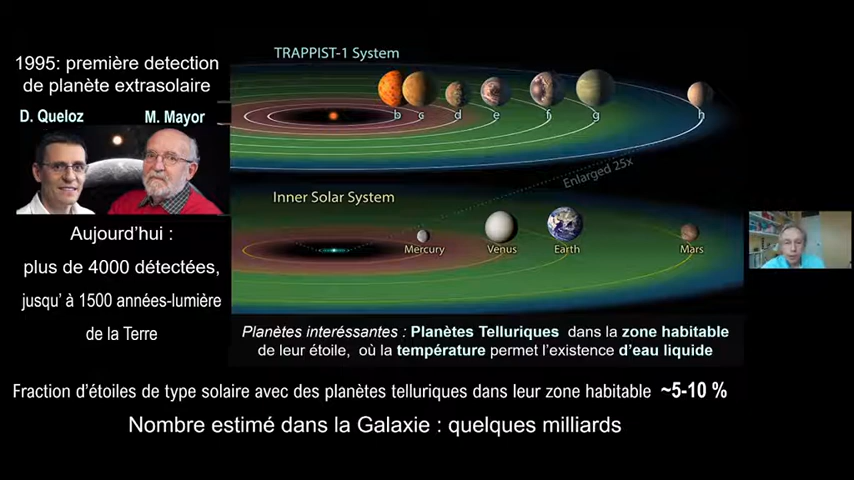 1995: première detection
de planète extrasolaire
D. Queloz M. Mayor
Aujourd'hui :
plus de 4000 détectées,
jusqu' à 1500 années-lumière
de la Terre
TRAPPIST-1 System
b c d e f g h
Enlarged 25x
Inner Solar System
Mercury Venus Earth Mars
Planètes interéssantes : Planètes Telluriques dans la zone habitable
de leur étoile, où la température permet l'existence d'eau liquide
Fraction d'étoiles de type solaire avec des planètes telluriques dans leur zone habitable ~5-10 %
Nombre estimé dans la Galaxie : quelques milliards